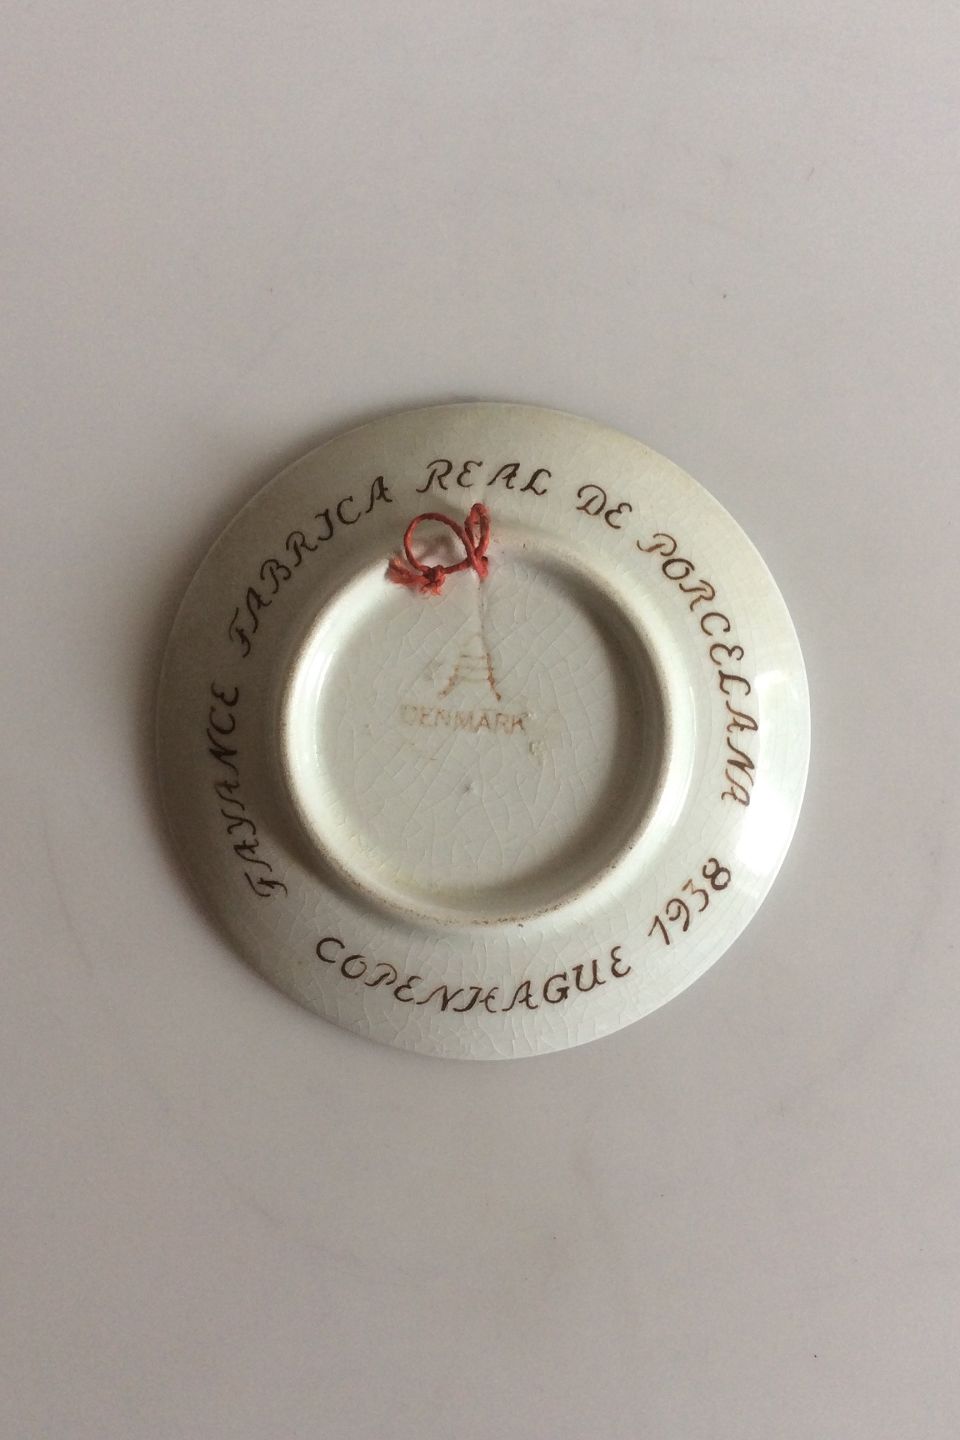 FAYANCE FABRICA REAL DE PORCELANA
COPENHAGUE 1938
DENMARK